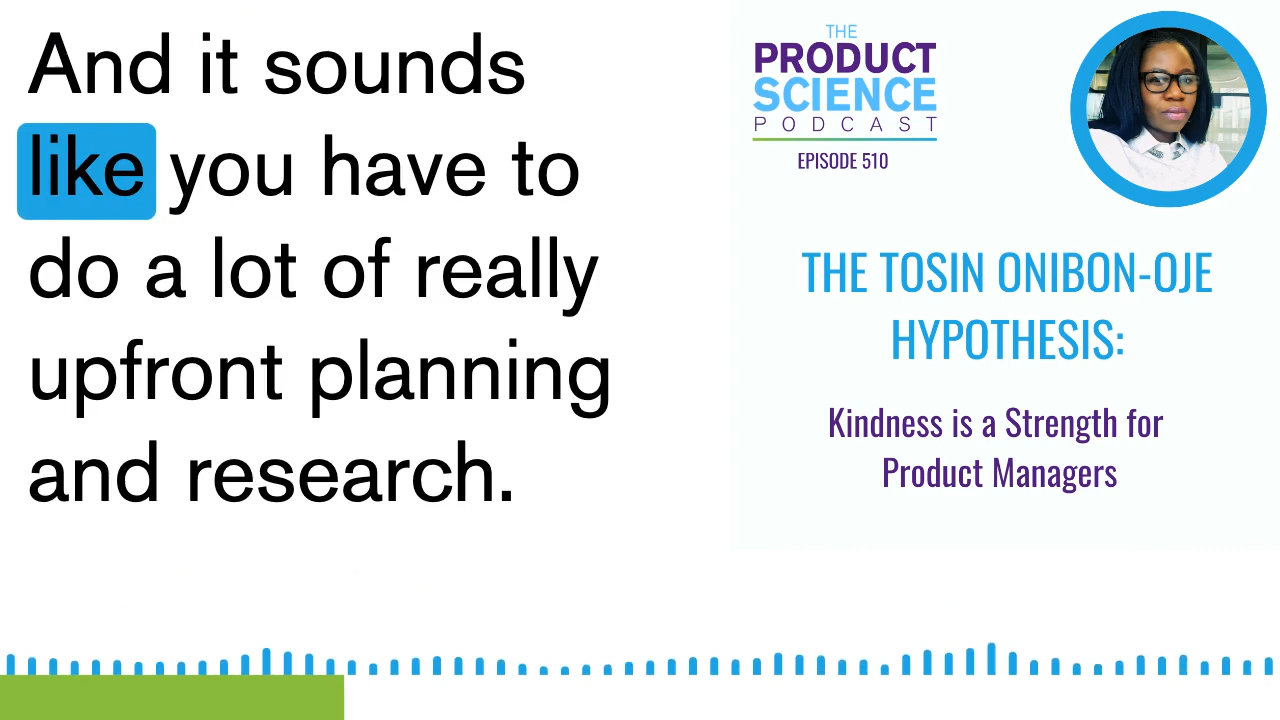 And it sounds
like you have to
do a lot of really
upfront planning
and research.
THE
PRODUCT
SCIENCE
PODCAST
EPISODE 510
THE TOSIN ONIBON-OJE
HYPOTHESIS:
Kindness is a Strength for
Product Managers